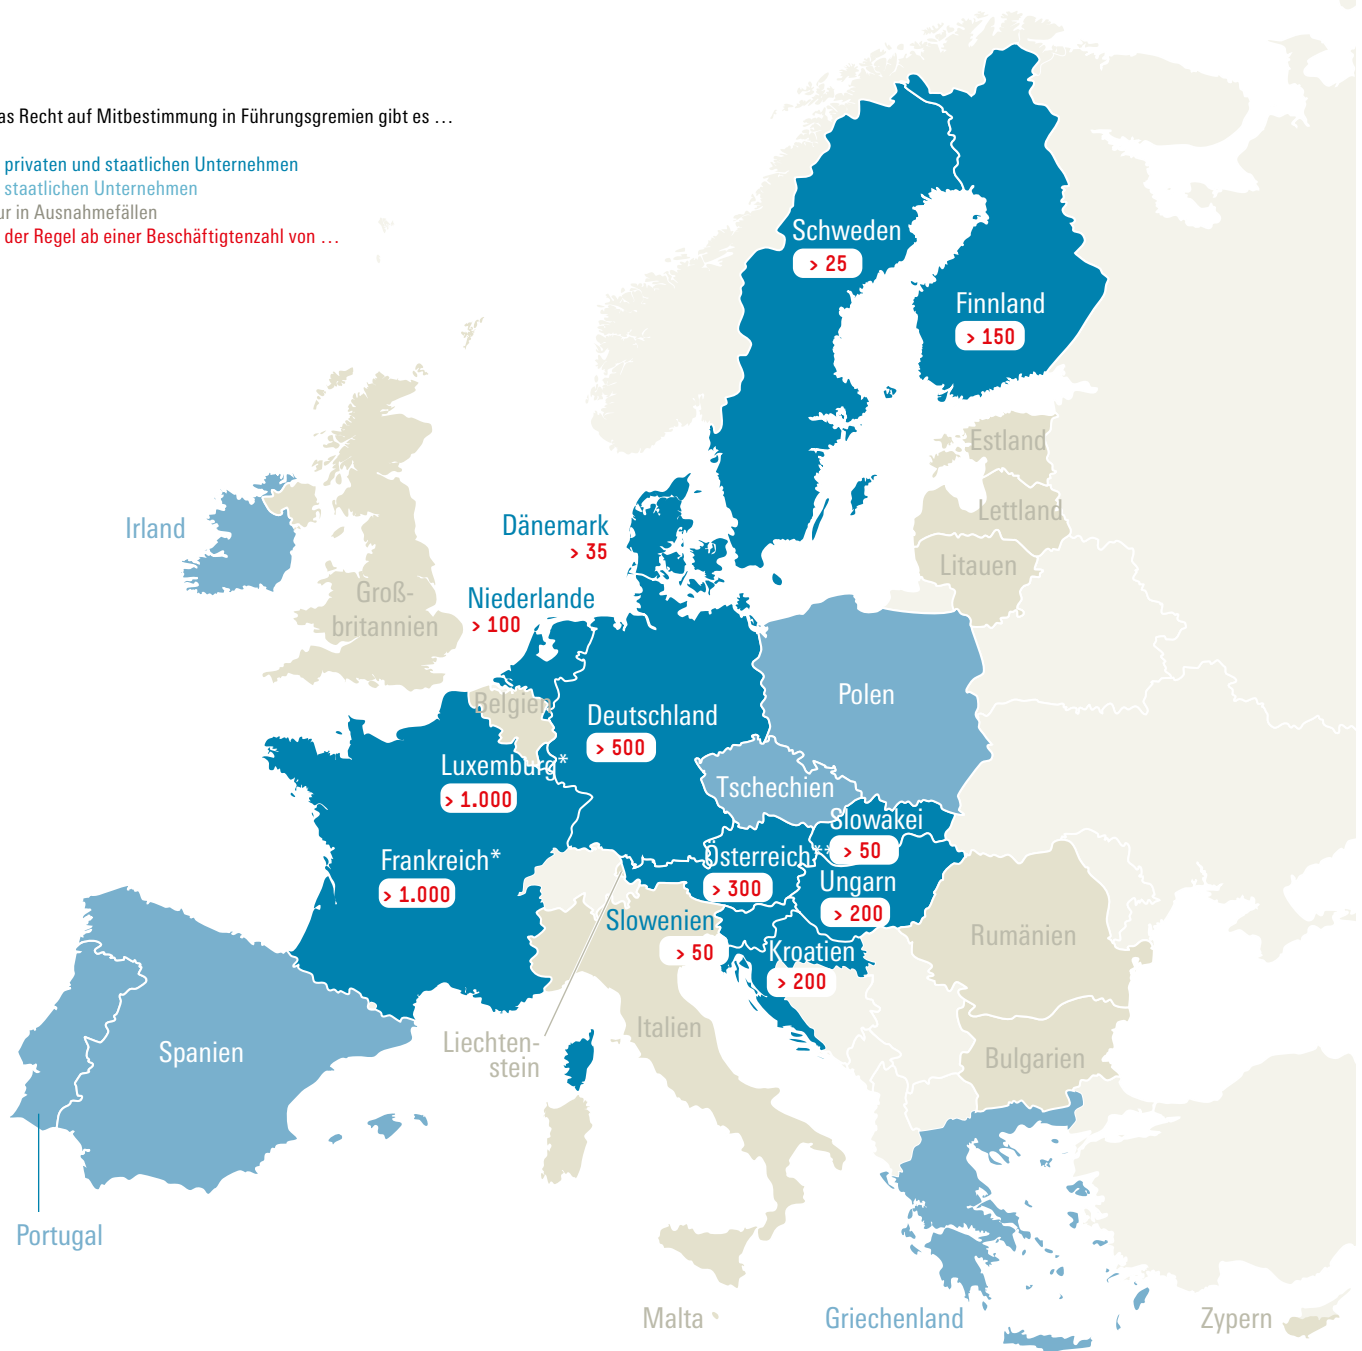 as Recht auf Mitbestimmung in Führungsgremien gibt es …
privaten und staatlichen Unternehmen
staatlichen Unternehmen
ur in Ausnahmefällen
der Regel ab einer Beschäftigtenzahl von …
Schweden
> 25
Finnland
> 150
Estland
Lettland
Litauen
Irland
Dänemark
> 35
Groß-
britannien
Niederlande
> 100
Belgien
Deutschland
> 500
Polen
Luxemburg*
> 1.000
Tschechien
Slowakei
> 50
Frankreich*
> 1.000
Österreich**
> 300
Ungarn
> 200
Slowenien
> 50
Kroatien
> 200
Rumänien
Liechten-
stein
Italien
Bulgarien
Spanien
Portugal
Malta
Griechenland
Zypern